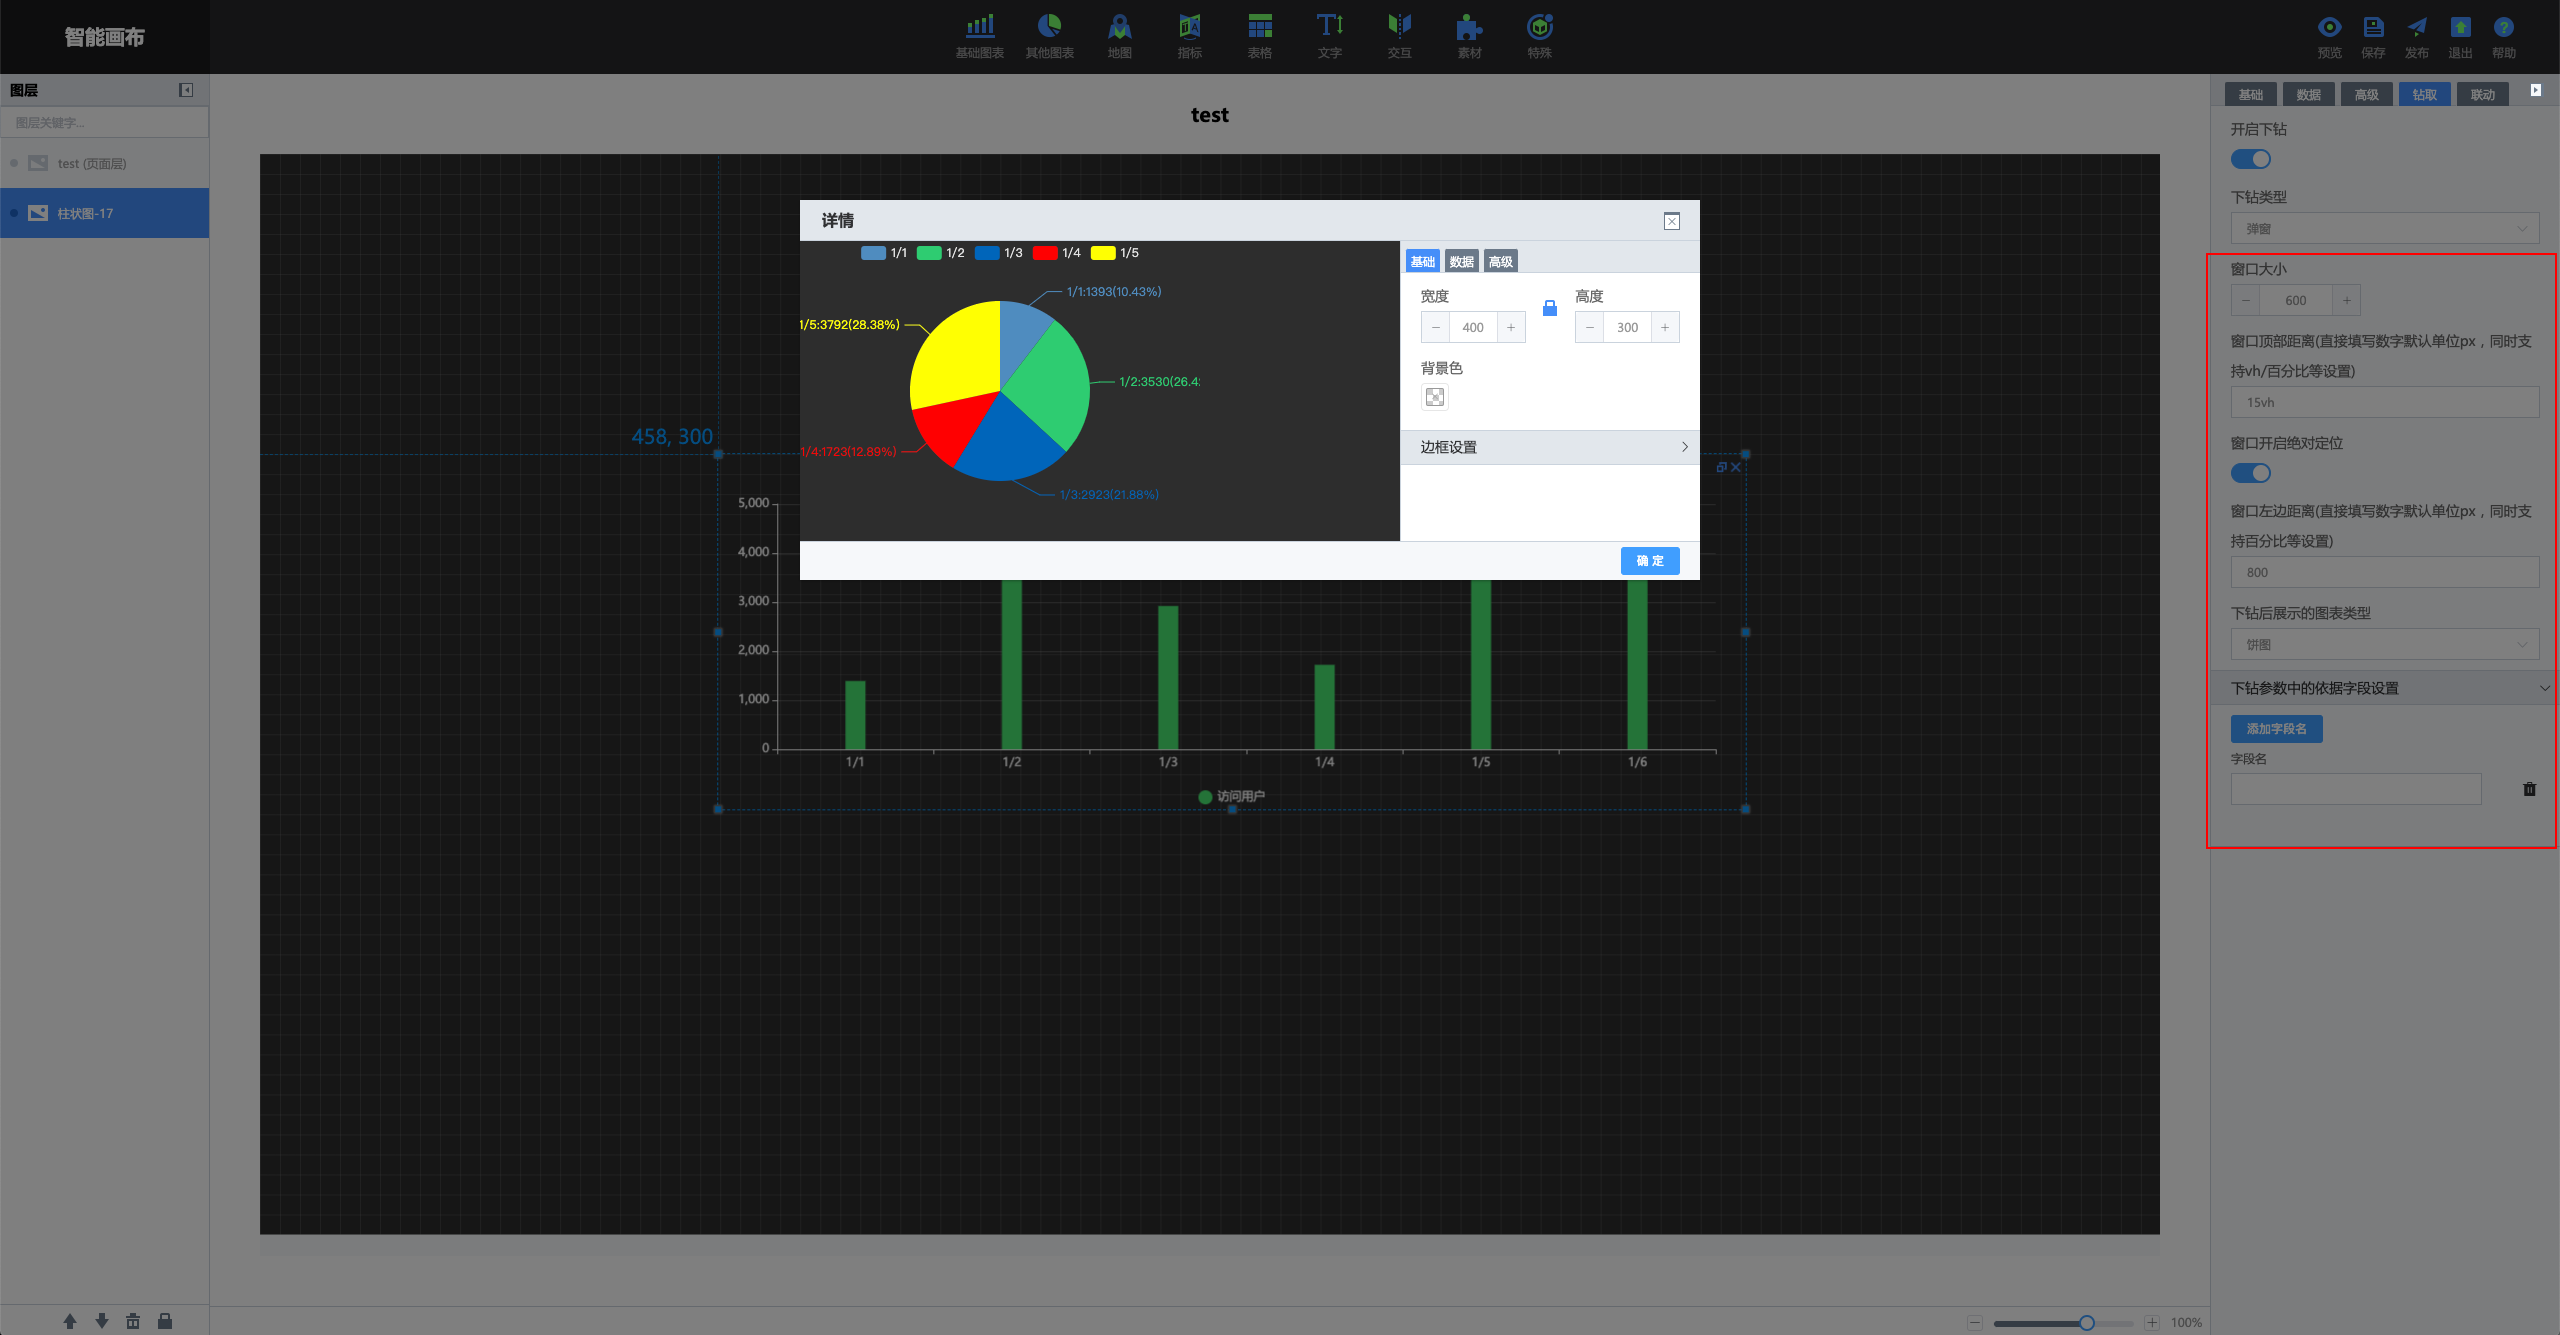 智能画布
基础图表
其他图表
地图
指标
表格
文字
交互
素材
特殊
预览
保存
发布
退出
帮助
图层
图层关键字...
test (页面层)
柱状图-17
test
458, 300
详情
1/1
1/2
1/3
1/4
1/5
1/1:1393(10.43%)
1/5:3792(28.38%)
1/2:3530(26.4
1/4:1723(12.89%)
1/3:2923(21.88%)
基础
数据
高级
宽度
高度
400
300
背景色
边框设置
确 定
5,000
4,000
3,000
2,000
1,000
0
1/1
1/2
1/3
1/4
1/5
1/6
访问用户
基础
数据
高级
钻取
联动
开启下钻
下钻类型
弹窗
窗口大小
600
窗口顶部距离(直接填写数字默认单位px，同时支
持vh/百分比等设置)
15vh
窗口开启绝对定位
窗口左边距离(直接填写数字默认单位px，同时支
持百分比等设置)
800
下钻后展示的图表类型
饼图
下钻参数中的依据字段设置
添加字段名
字段名
100%